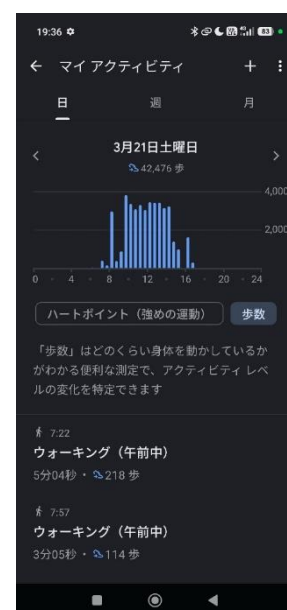 19:36
83
マイ アクティビティ
日 週 月
3月21日土曜日
42,476 歩
4,000
2,000
0 4 8 12 16 20 24
ハートポイント（強めの運動） 歩数
「歩数」はどのくらい身体を動かしているか
がわかる便利な測定で、アクティビティ レベ
ルの変化を特定できます
7:22
ウォーキング（午前中）
5分04秒・218 歩
7:57
ウォーキング（午前中）
3分05秒・114 歩